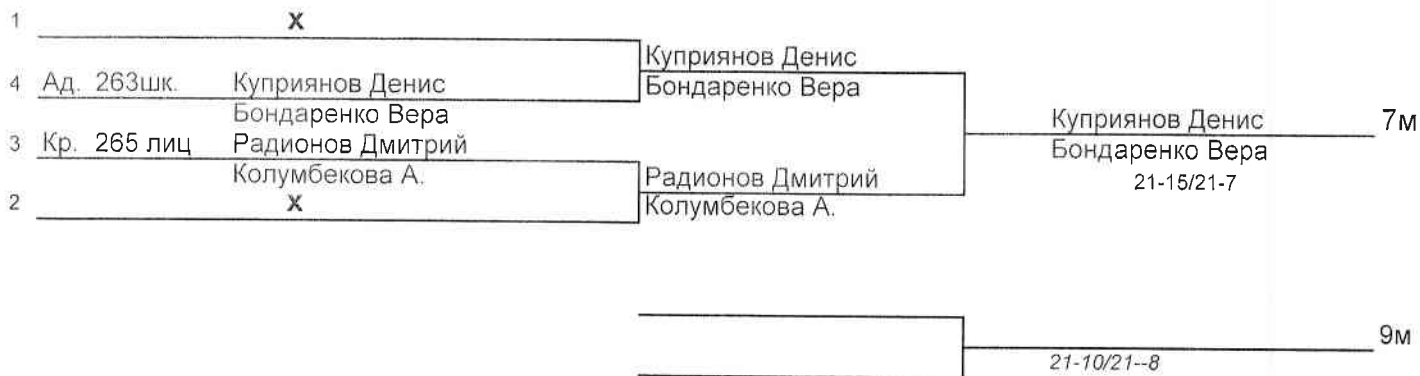 1 X
Куприянов Денис
4 Ад. 263шк. Куприянов Денис Бондаренко Вера
Бондаренко Вера Куприянов Денис 7м
3 Кр. 265 лиц Радионов Дмитрий Бондаренко Вера
Колумбекова А. Радионов Дмитрий 21-15/21-7
2 X Колумбекова А.
9м
21-10/21--8